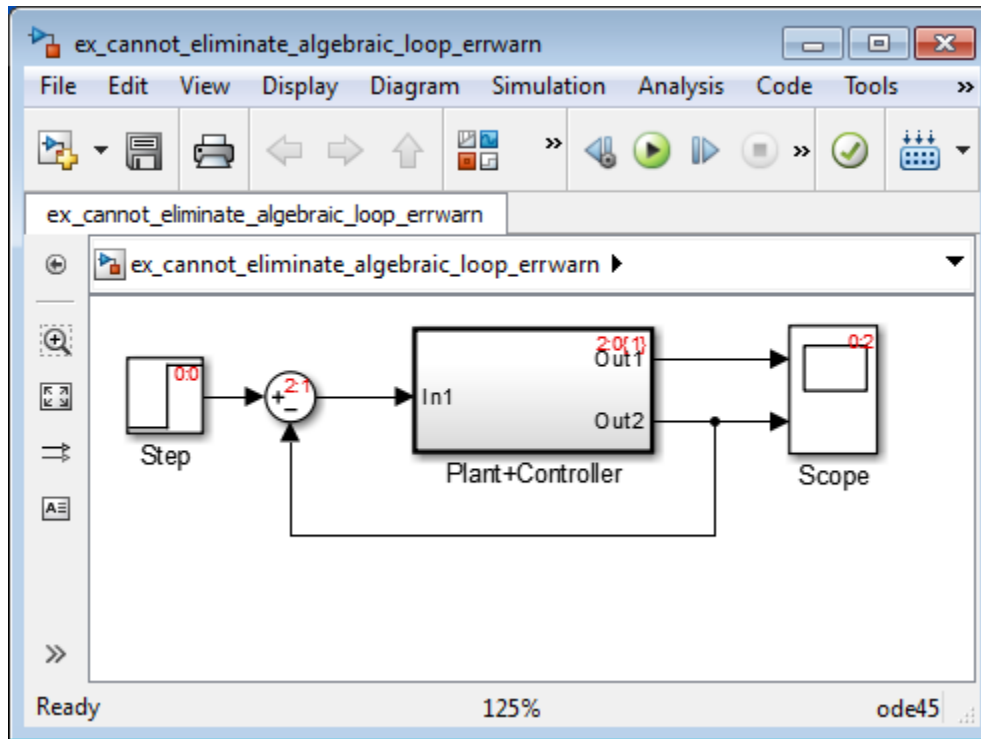 ex_cannot_eliminate_algebraic_loop_errwarn
File Edit View Display Diagram Simulation Analysis Code Tools »
ex_cannot_eliminate_algebraic_loop_errwarn
ex_cannot_eliminate_algebraic_loop_errwarn
0:0
Step
2:1
In1
2:0{1}
Out1
Out2
Plant+Controller
0:2
Scope
Ready 125% ode45